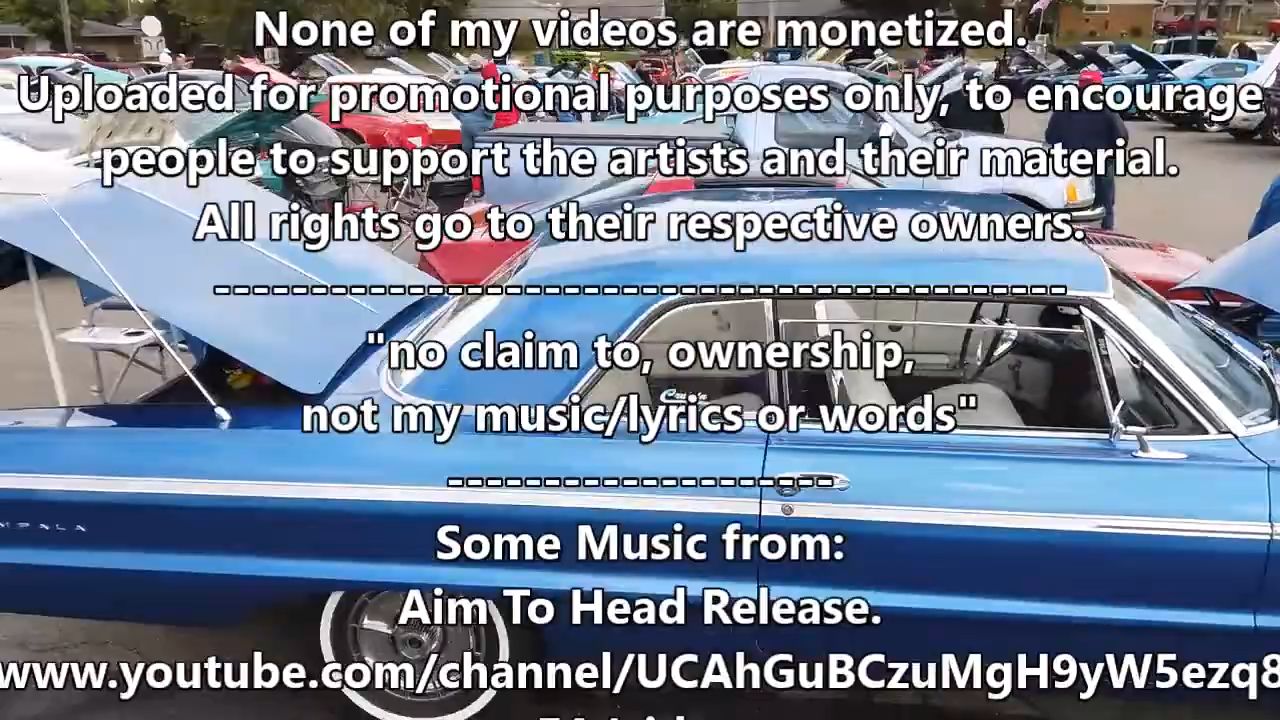 None of my videos are monetized.
Uploaded for promotional purposes only, to encourage
people to support the artists and their material.
All rights go to their respective owners.
--------------------------------------------
"no claim to, ownership,
not my music/lyrics or words"
--------------------
Some Music from:
Aim To Head Release.
www.youtube.com/channel/UCAhGuBCzuMgH9yW5ezq8
MPALA